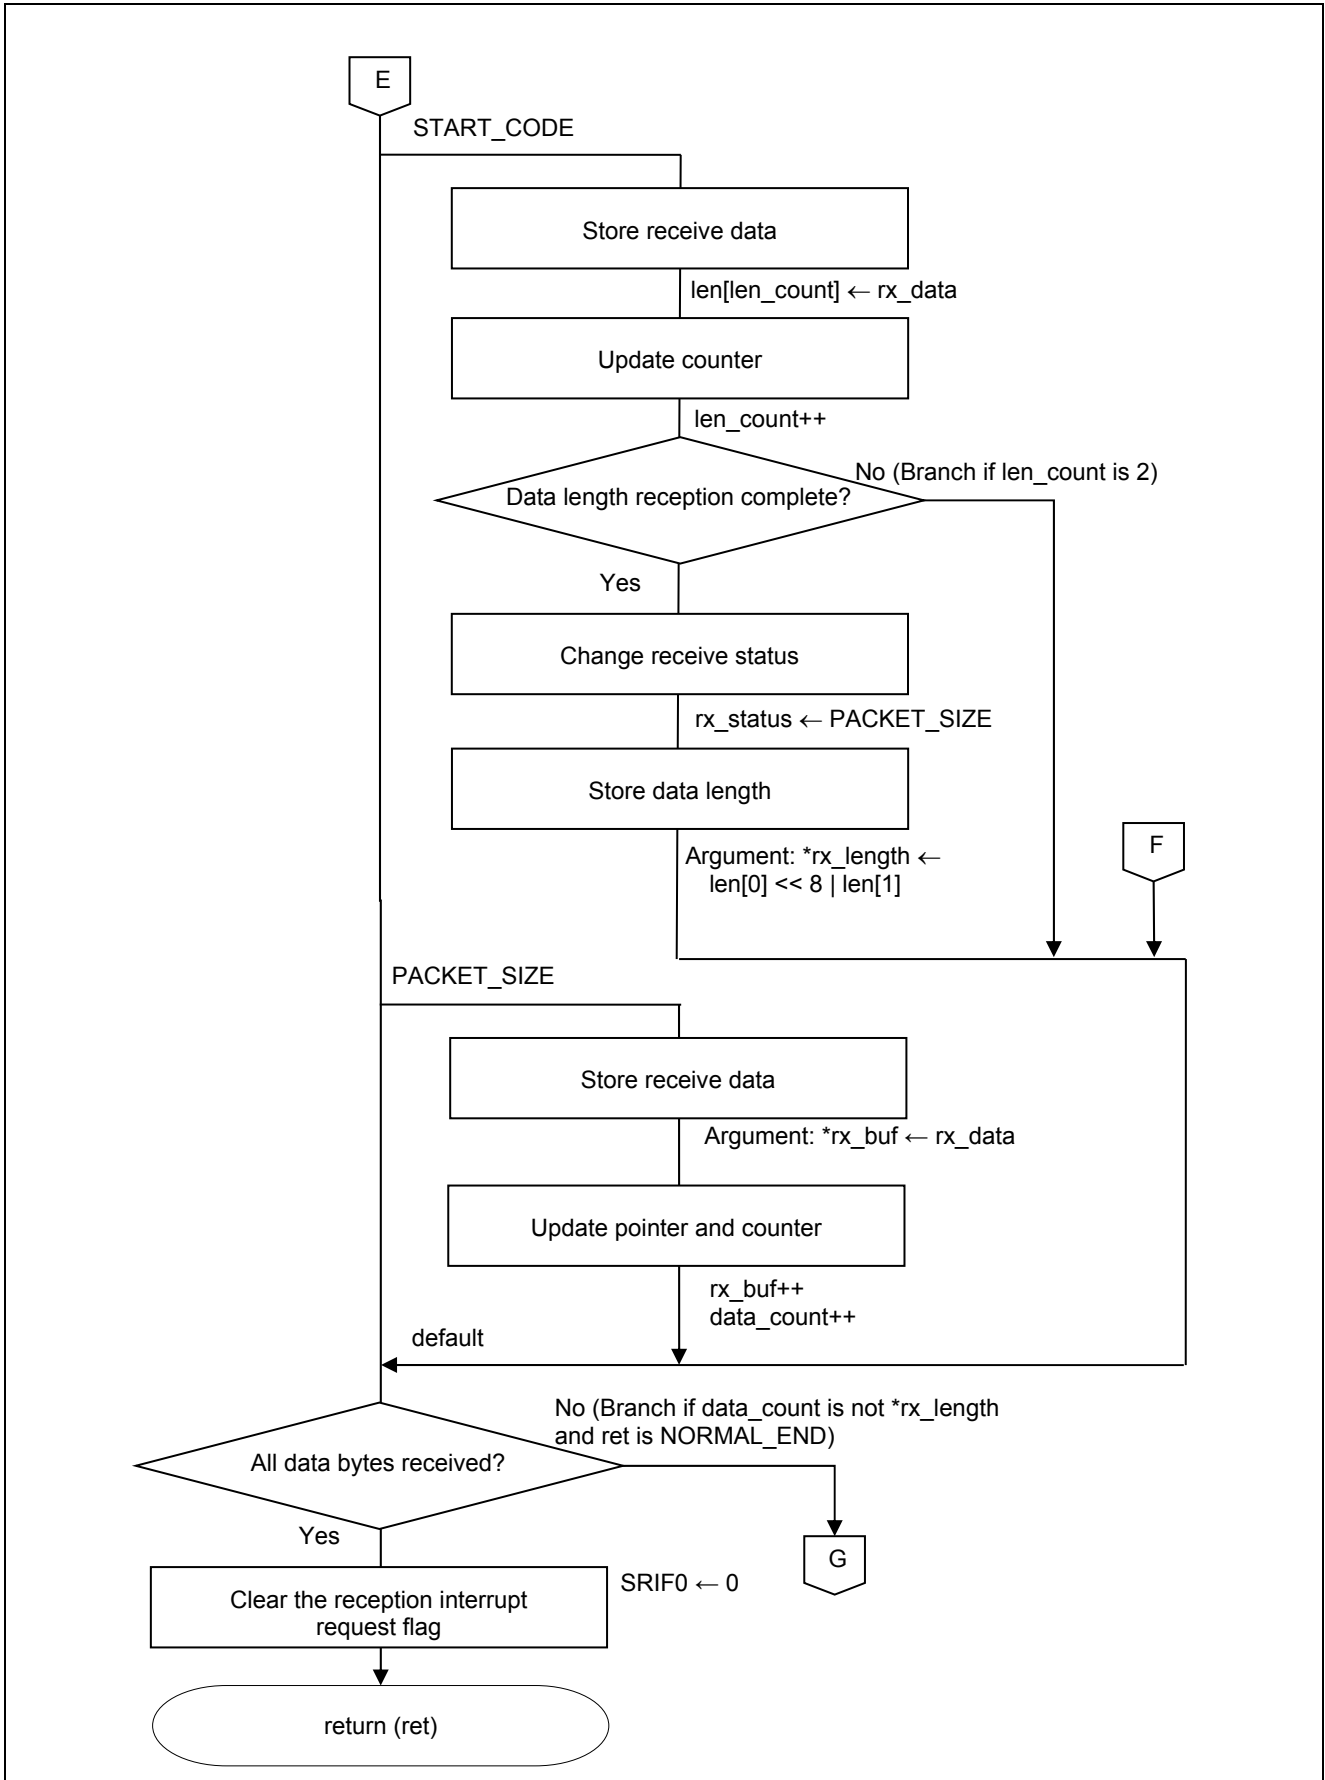 E
START_CODE
Store receive data
len[len_count] ← rx_data
Update counter
len_count++
No (Branch if len_count is 2)
Data length reception complete?
Yes
Change receive status
rx_status ← PACKET_SIZE
Store data length
Argument: *rx_length ←
len[0] << 8 | len[1]
F
PACKET_SIZE
Store receive data
Argument: *rx_buf ← rx_data
Update pointer and counter
rx_buf++
data_count++
default
No (Branch if data_count is not *rx_length
and ret is NORMAL_END)
All data bytes received?
Yes
G
Clear the reception interrupt
request flag
SRIF0 ← 0
return (ret)